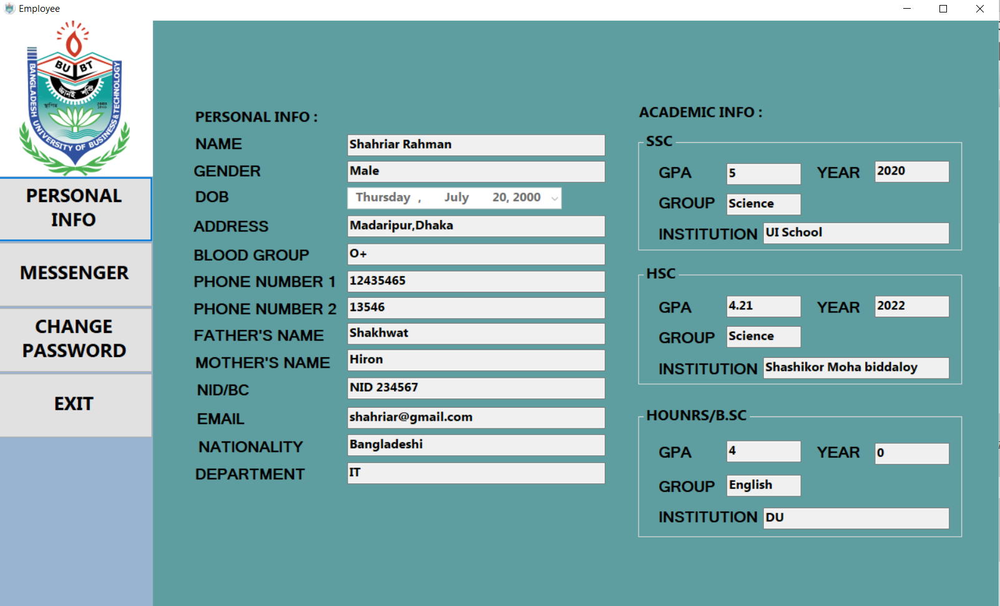 Employee
BU BT
জ্ঞানই শক্তি
BANGLADESH UNIVERSITY OF BUSINESS & TECHNOLOGY
PERSONAL
INFO
MESSENGER
CHANGE
PASSWORD
EXIT
PERSONAL INFO :
NAME Shahriar Rahman
GENDER Male
DOB Thursday , July 20, 2000
ADDRESS Madaripur,Dhaka
BLOOD GROUP O+
PHONE NUMBER 1 12435465
PHONE NUMBER 2 13546
FATHER'S NAME Shakhwat
MOTHER'S NAME Hiron
NID/BC NID 234567
EMAIL shahriar@gmail.com
NATIONALITY Bangladeshi
DEPARTMENT IT
ACADEMIC INFO :
SSC
GPA 5 YEAR 2020
GROUP Science
INSTITUTION UI School
HSC
GPA 4.21 YEAR 2022
GROUP Science
INSTITUTION Shashikor Moha biddaloy
HOUNRS/B.SC
GPA 4 YEAR 0
GROUP English
INSTITUTION DU